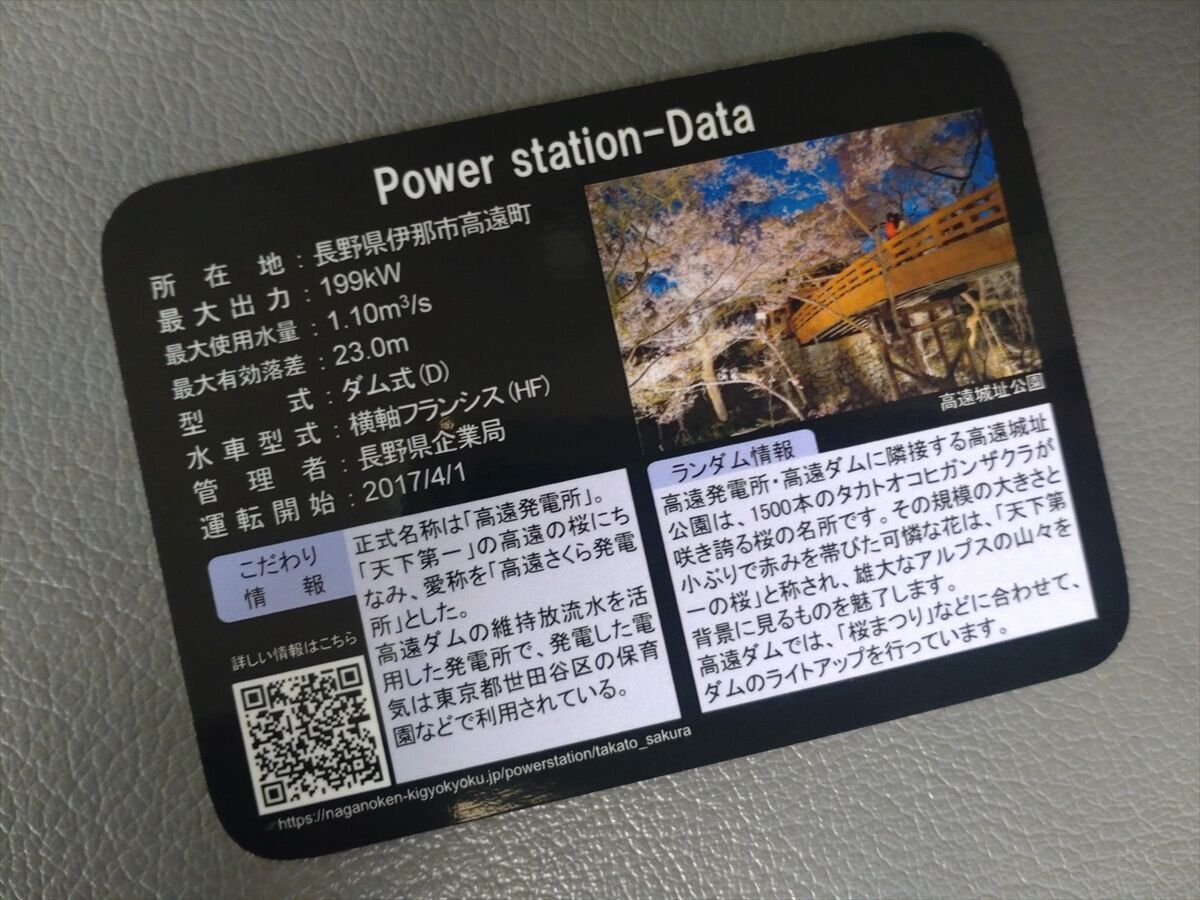 Power station-Data
所在地：長野県伊那市高遠町
最大出力：199kW
最大使用水量：1.10m³/s
最大有効落差：23.0m
型式：ダム式(D)
水車型式：横軸フランシス(HF)
管理者：長野県企業局
運転開始：2017/4/1
高遠城址公園
こだわり
情報
正式名称は「高遠発電所」。
「天下第一」の高遠の桜にち
なみ、愛称を「高遠さくら発電
所」とした。
高遠ダムの維持放流水を活
用した発電所で、発電した電
気は東京都世田谷区の保育
園などで利用されている。
詳しい情報はこちら
https://naganoken-kigyokyoku.jp/powerstation/takato_sakura
ランダム情報
高遠発電所・高遠ダムに隣接する高遠城址
公園は、1500本のタカトオコヒガンザクラが
咲き誇る桜の名所です。その規模の大きさと
小ぶりで赤みを帯びた可憐な花は、「天下第
一の桜」と称され、雄大なアルプスの山々を
背景に見るものを魅了します。
高遠ダムでは、「桜まつり」などに合わせて、
ダムのライトアップを行っています。